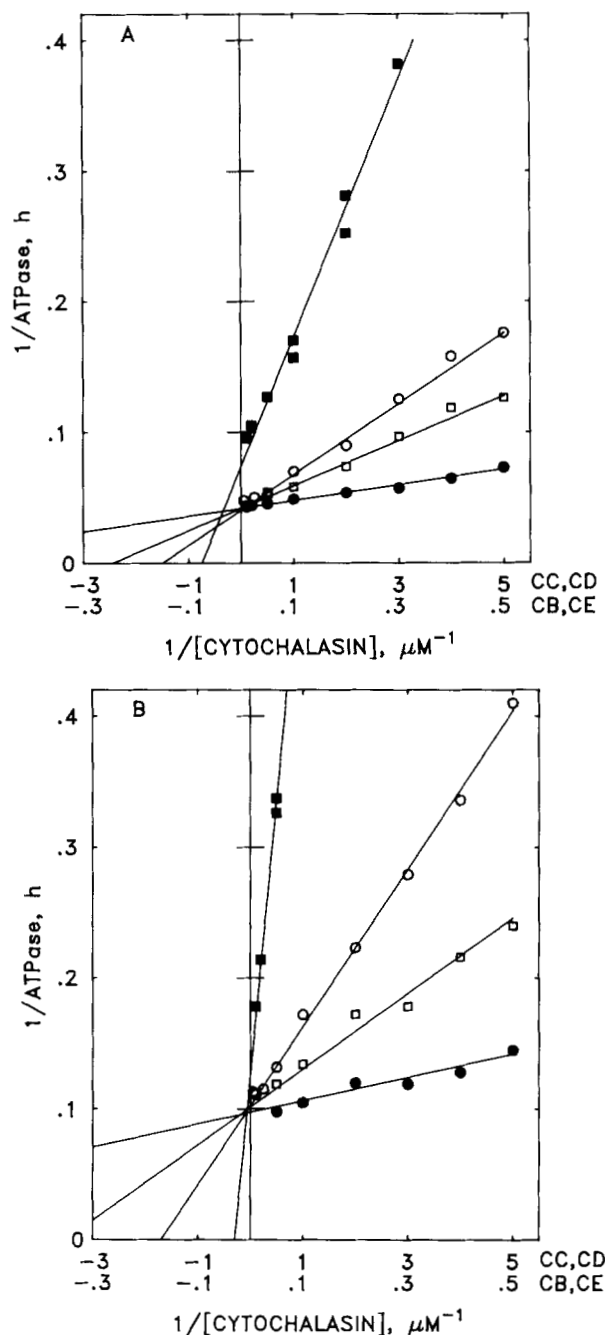 A
.4
.3
.2
.1
0
1/ATPase, h
-3 -1 1 3 5 CC,CD
-.3 -.1 .1 .3 .5 CB,CE
1/[CYTOCHALASIN], μM⁻¹
B
.4
.3
.2
.1
0
1/ATPase, h
-3 -1 1 3 5 CC,CD
-.3 -.1 .1 .3 .5 CB,CE
1/[CYTOCHALASIN], μM⁻¹